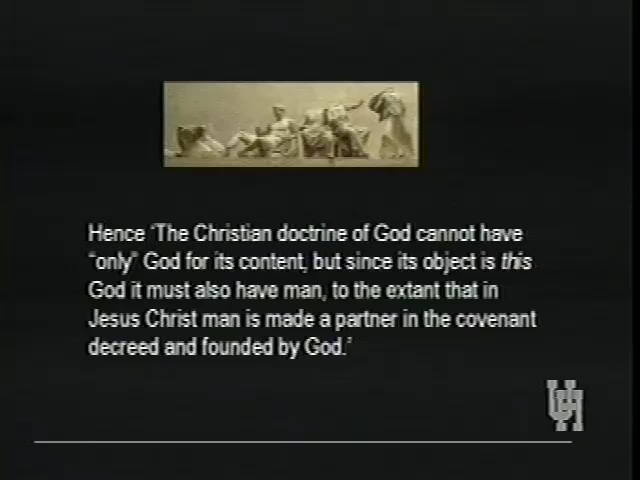 Hence ‘The Christian doctrine of God cannot have
“only” God for its content, but since its object is this
God it must also have man, to the extant that in
Jesus Christ man is made a partner in the covenant
decreed and founded by God.’
UH